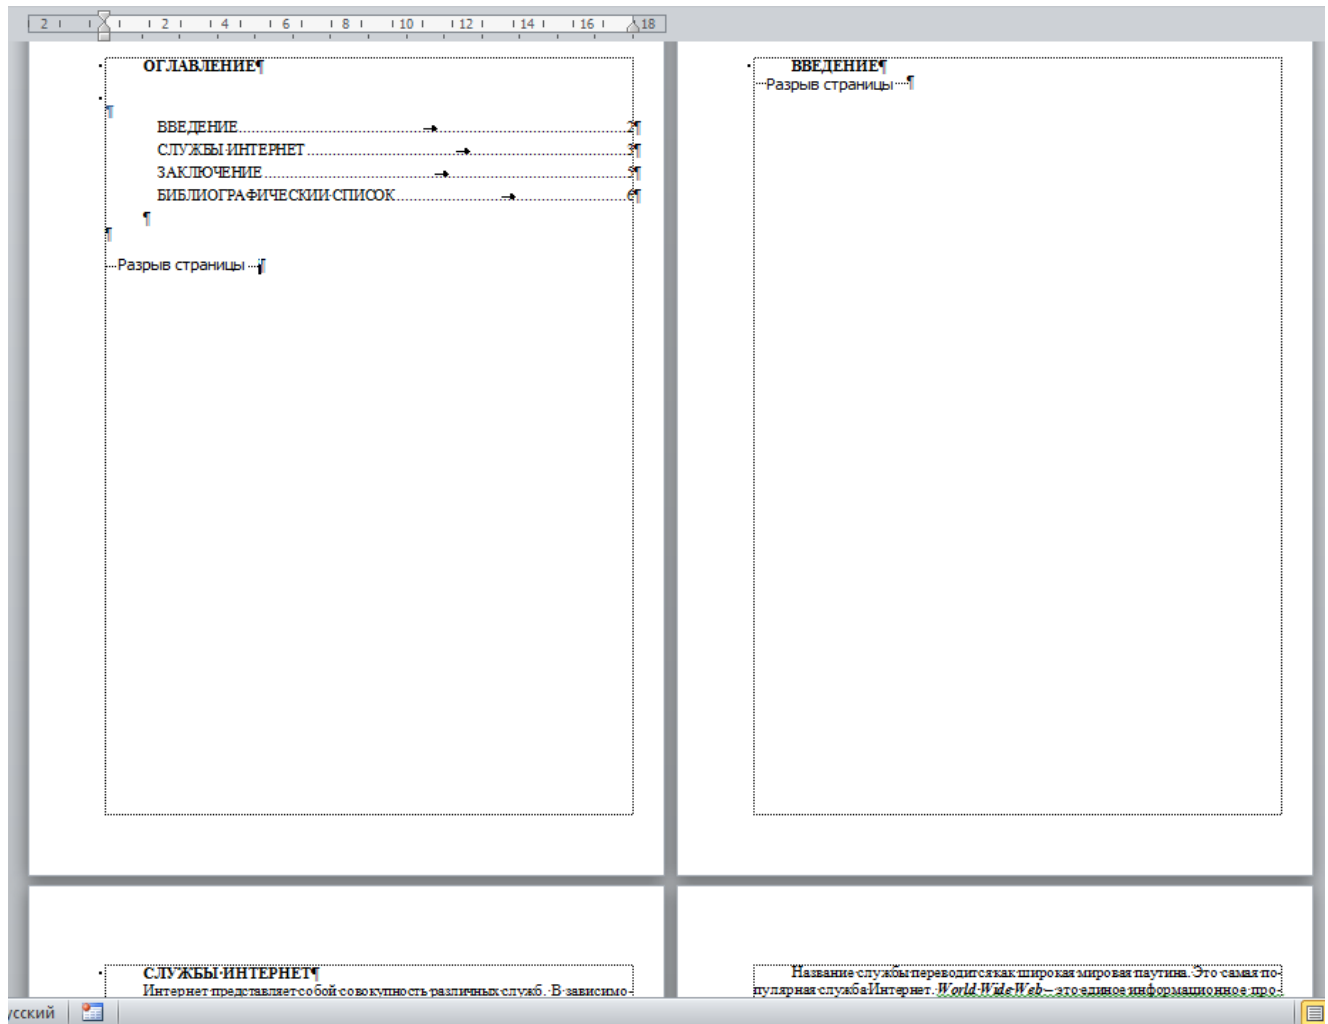 2 2 4 6 8 10 12 14 16 18
ОГЛАВЛЕНИЕ¶
¶
ВВЕДЕНИЕ...→...2¶
СЛУЖБЫ·ИНТЕРНЕТ...→...3¶
ЗАКЛЮЧЕНИЕ...→...5¶
БИБЛИОГРАФИЧЕСКИЙ·СПИСОК...→...6¶
¶
¶
Разрыв страницы ¶
ВВЕДЕНИЕ¶
Разрыв страницы ¶
СЛУЖБЫ·ИНТЕРНЕТ¶
Интернет·представляет·собой·совокупность·различных·служб.·В·зависимо-
Название·службы·переводится·как·широкая·мировая·паутина.·Это·самая·по-
пулярная·служба·Интернет.·World·Wide·Web·–·это·единое·информационное·про-
усский